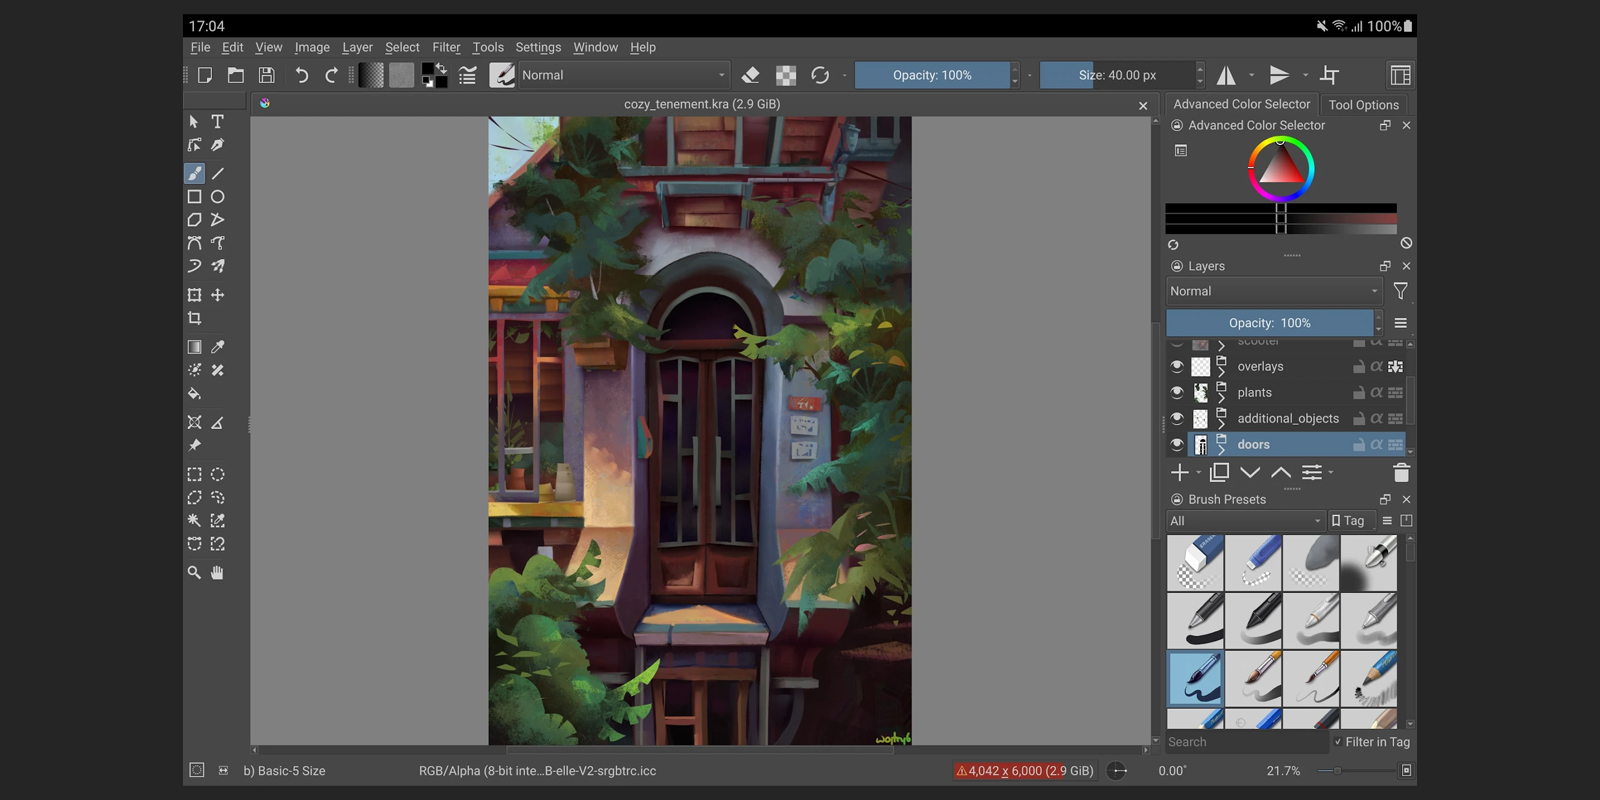 17:04
100%
File Edit View Image Layer Select Filter Tools Settings Window Help
Normal
Opacity: 100%
Size: 40.00 px
cozy_tenement.kra (2.9 GiB)
Advanced Color Selector
Tool Options
Advanced Color Selector
Layers
Normal
Opacity: 100%
scooter
overlays
plants
additional_objects
doors
Brush Presets
All
Tag
Search
Filter in Tag
b) Basic-5 Size
RGB/Alpha (8-bit inte...B-elle-V2-srgbtrc.icc
4,042 x 6,000 (2.9 GiB)
0.00°
21.7%